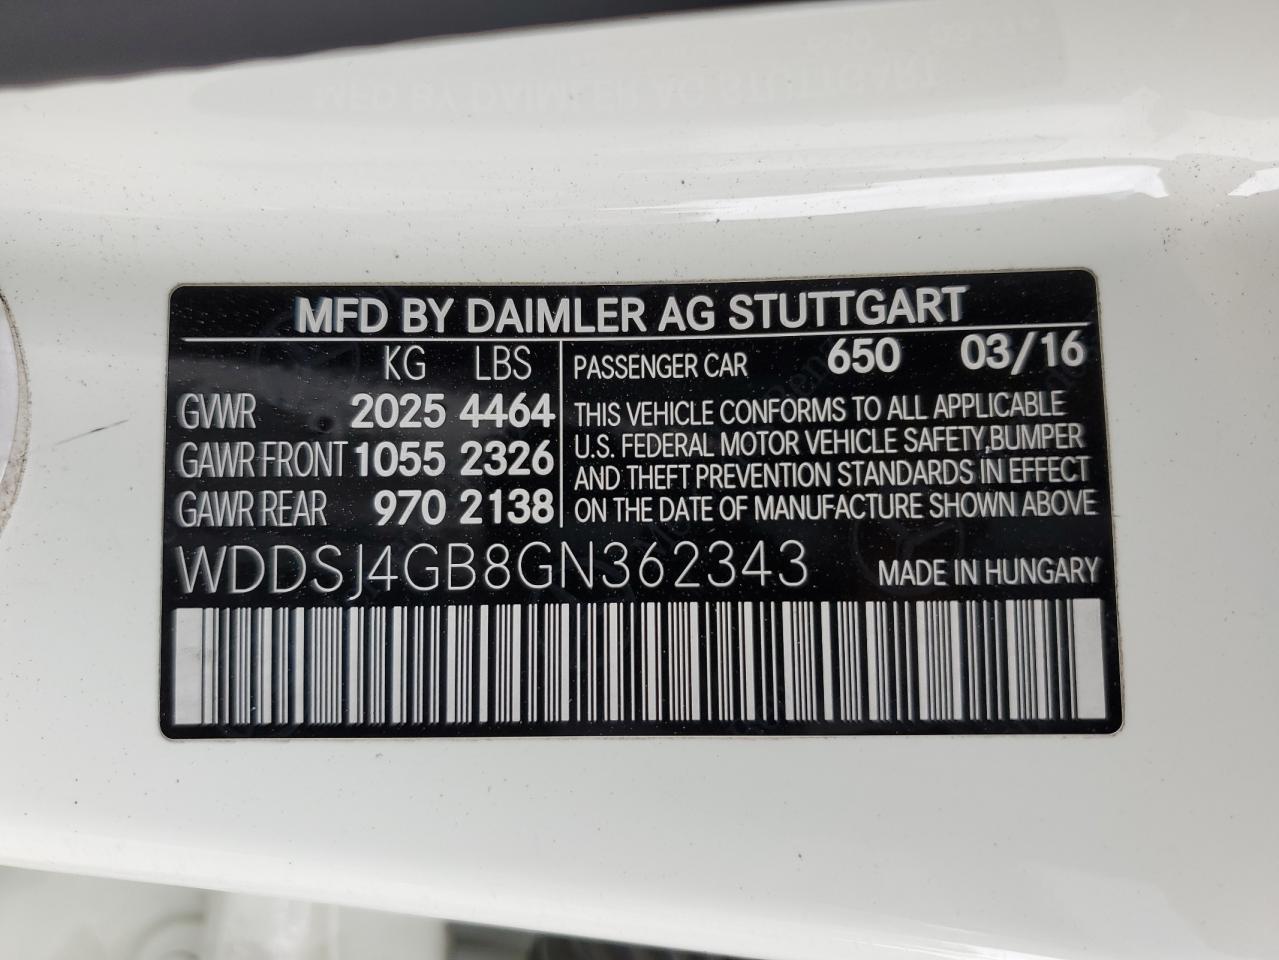 MFD BY DAIMLER AG STUTTGART
KG LBS
GVWR 2025 4464
GAWR FRONT 1055 2326
GAWR REAR 970 2138
PASSENGER CAR 650 03/16
THIS VEHICLE CONFORMS TO ALL APPLICABLE
U.S. FEDERAL MOTOR VEHICLE SAFETY,BUMPER
AND THEFT PREVENTION STANDARDS IN EFFECT
ON THE DATE OF MANUFACTURE SHOWN ABOVE
WDDSJ4GB8GN362343 MADE IN HUNGARY